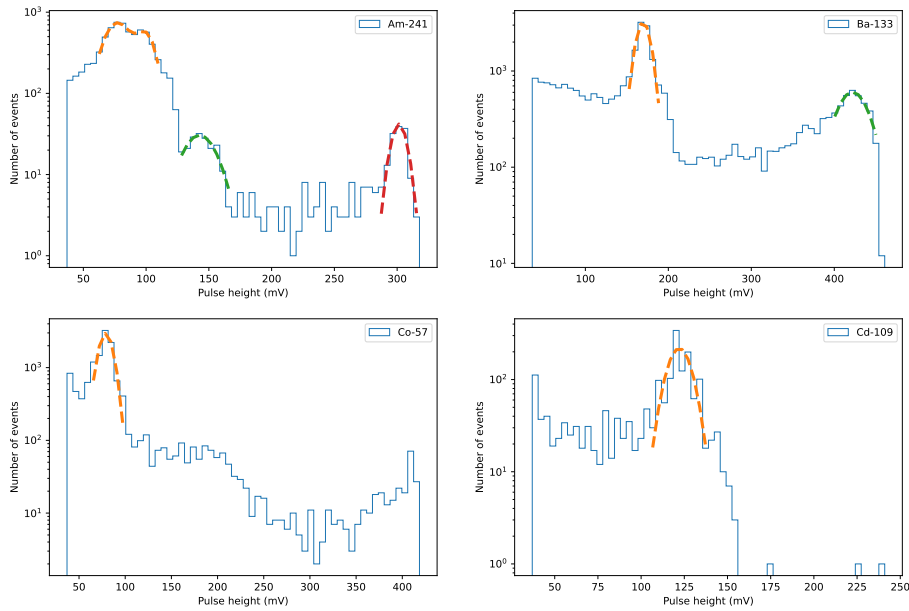 Am-241
Number of events
10³
10²
10¹
10⁰
50 100 150 200 250 300
Pulse height (mV)
Ba-133
Number of events
10³
10²
10¹
100 200 300 400
Pulse height (mV)
Co-57
Number of events
10³
10²
10¹
50 100 150 200 250 300 350 400
Pulse height (mV)
Cd-109
Number of events
10²
10¹
10⁰
50 75 100 125 150 175 200 225 250
Pulse height (mV)